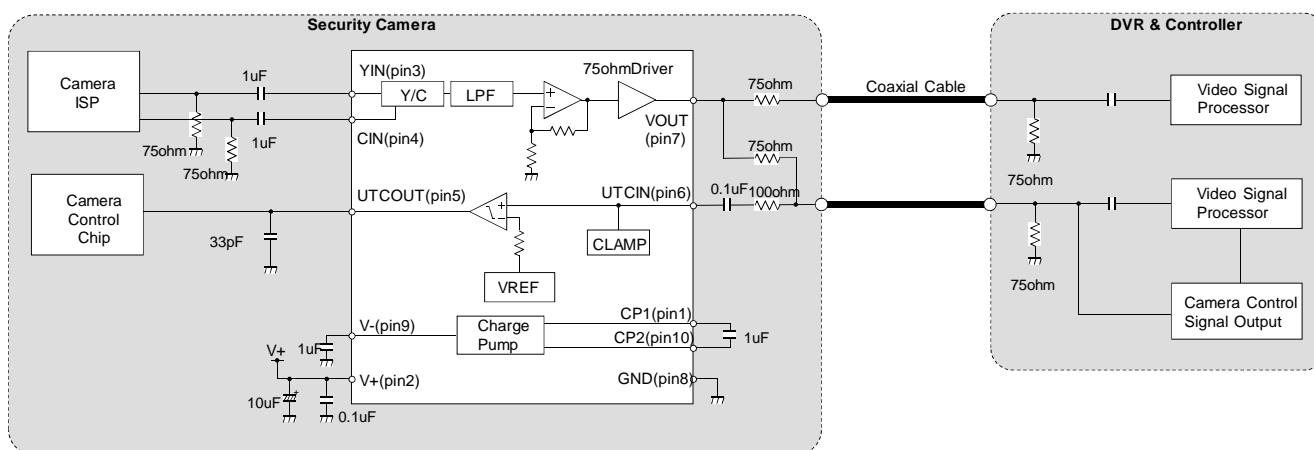 Security Camera
DVR & Controller
Camera
ISP
1uF
1uF
75ohm
75ohm
YIN(pin3)
Y/C
LPF
CIN(pin4)
75ohmDriver
VOUT
(pin7)
75ohm
75ohm
Coaxial Cable
75ohm
Video Signal
Processor
Camera
Control
Chip
33pF
UTCOUT(pin5)
UTCIN(pin6)
0.1uF
100ohm
CLAMP
VREF
75ohm
Video Signal
Processor
Camera Control
Signal Output
V-(pin9)
1uF
Charge
Pump
CP1(pin1)
CP2(pin10)
1uF
V+
V+(pin2)
10uF
+
0.1uF
GND(pin8)